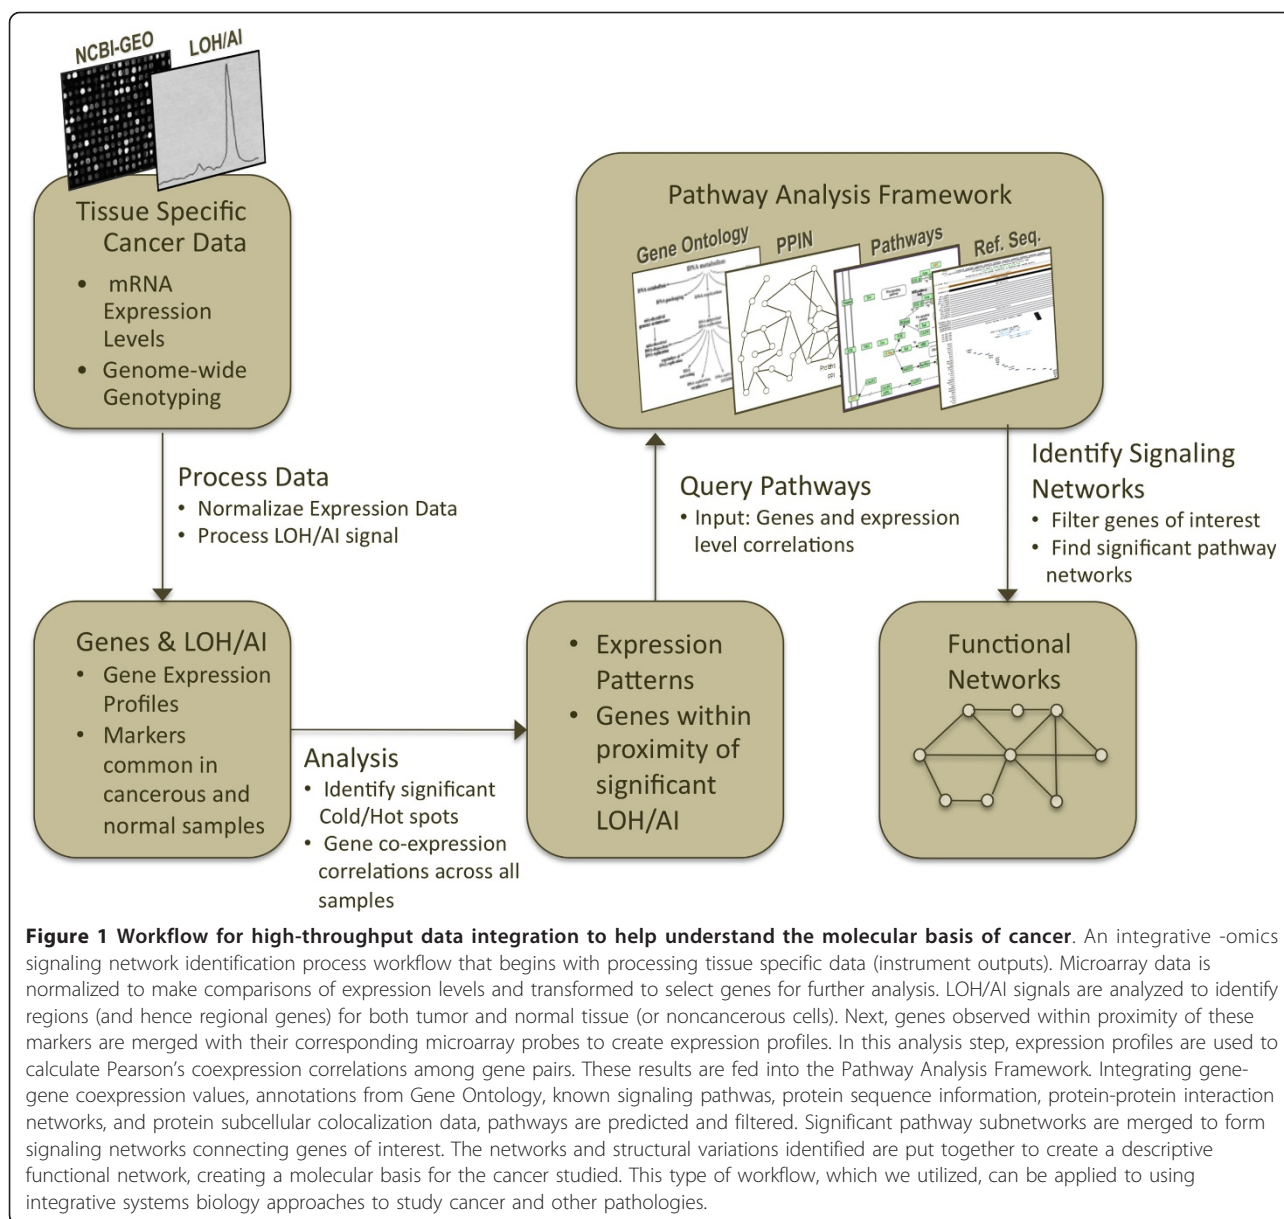 NCBI-GEO
LOH/AI
Tissue Specific
Cancer Data
• mRNA
Expression
Levels
• Genome-wide
Genotyping
Process Data
• Normalizae Expression Data
• Process LOH/AI signal
Genes & LOH/AI
• Gene Expression
Profiles
• Markers
common in
cancerous and
normal samples
Analysis
• Identify significant
Cold/Hot spots
• Gene co-expression
correlations across all
samples
• Expression
Patterns
• Genes within
proximity of
significant
LOH/AI
Query Pathways
• Input: Genes and expression
level correlations
Pathway Analysis Framework
Gene Ontology
PPIN
Pathways
Ref. Seq.
Identify Signaling
Networks
• Filter genes of interest
• Find significant pathway
networks
Functional
Networks
Figure 1 Workflow for high-throughput data integration to help understand the molecular basis of cancer. An integrative -omics
signaling network identification process workflow that begins with processing tissue specific data (instrument outputs). Microarray data is
normalized to make comparisons of expression levels and transformed to select genes for further analysis. LOH/AI signals are analyzed to identify
regions (and hence regional genes) for both tumor and normal tissue (or noncancerous cells). Next, genes observed within proximity of these
markers are merged with their corresponding microarray probes to create expression profiles. In this analysis step, expression profiles are used to
calculate Pearson's coexpression correlations among gene pairs. These results are fed into the Pathway Analysis Framework. Integrating gene-
gene coexpression values, annotations from Gene Ontology, known signaling pathwas, protein sequence information, protein-protein interaction
networks, and protein subcellular colocalization data, pathways are predicted and filtered. Significant pathway subnetworks are merged to form
signaling networks connecting genes of interest. The networks and structural variations identified are put together to create a descriptive
functional network, creating a molecular basis for the cancer studied. This type of workflow, which we utilized, can be applied to using
integrative systems biology approaches to study cancer and other pathologies.